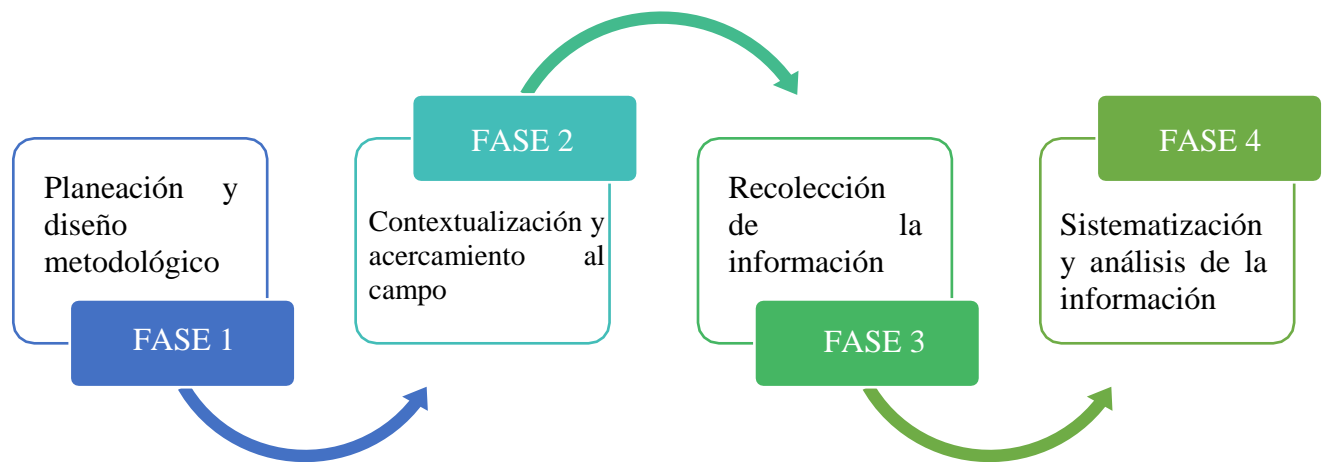 Planeación y
diseño
metodológico
FASE 1
FASE 2
Contextualización y
acercamiento al
campo
Recolección
de la
información
FASE 3
FASE 4
Sistematización
y análisis de la
información